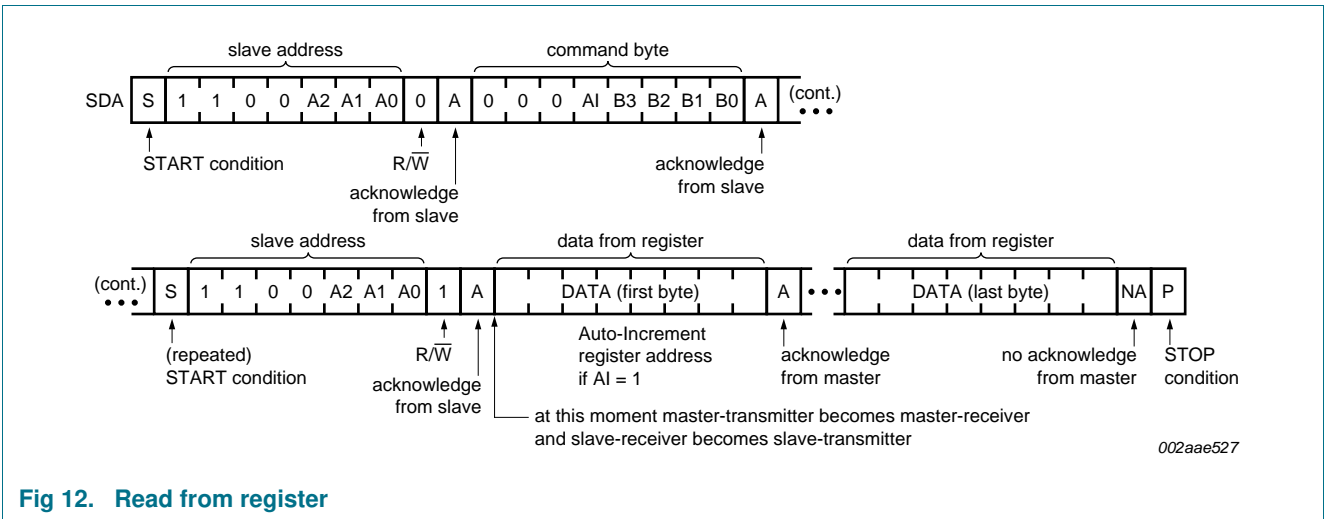 slave address command byte
SDA S 1 1 0 0 A2 A1 A0 0 A 0 0 0 AI B3 B2 B1 B0 A (cont.)
START condition R/W̅ acknowledge
from slave
acknowledge
from slave
slave address data from register data from register
(cont.) S 1 1 0 0 A2 A1 A0 1 A DATA (first byte) A DATA (last byte) NA P
(repeated)
START condition
R/W̅
acknowledge
from slave
Auto-Increment
register address
if AI = 1
acknowledge
from master
no acknowledge
from master
STOP
condition
at this moment master-transmitter becomes master-receiver
and slave-receiver becomes slave-transmitter
002aae527
Fig 12. Read from register